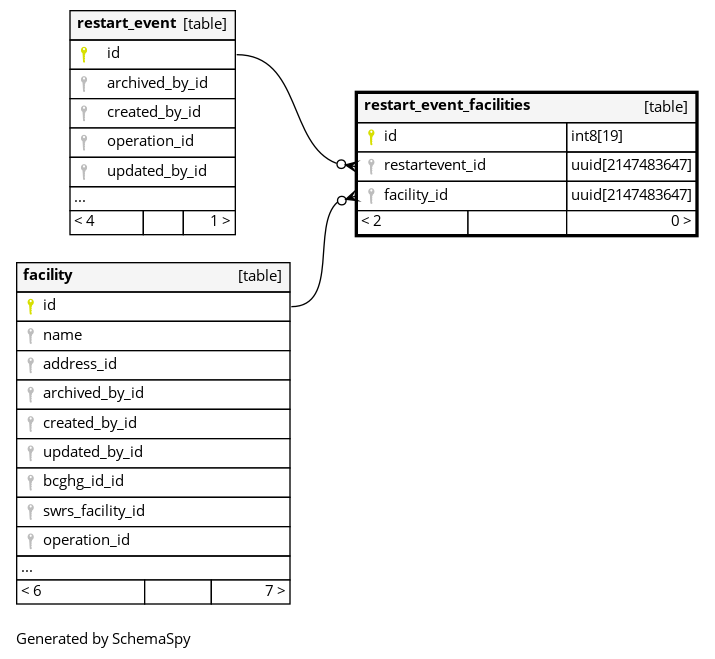 restart_event [table]
id
archived_by_id
created_by_id
operation_id
updated_by_id
...
< 4 1 >
restart_event_facilities [table]
id int8[19]
restartevent_id uuid[2147483647]
facility_id uuid[2147483647]
< 2 0 >
facility [table]
id
name
address_id
archived_by_id
created_by_id
updated_by_id
bcghg_id_id
swrs_facility_id
operation_id
...
< 6 7 >
Generated by SchemaSpy